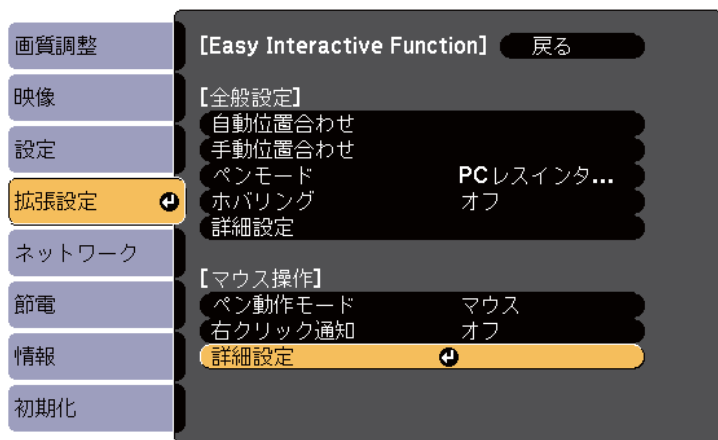 画質調整
映像
設定
拡張設定
ネットワーク
節電
情報
初期化
[Easy Interactive Function] 戻る
[全般設定]
自動位置合わせ
手動位置合わせ
ペンモード PCレスインタ...
ホバリング オフ
詳細設定
[マウス操作]
ペン動作モード マウス
右クリック通知 オフ
詳細設定